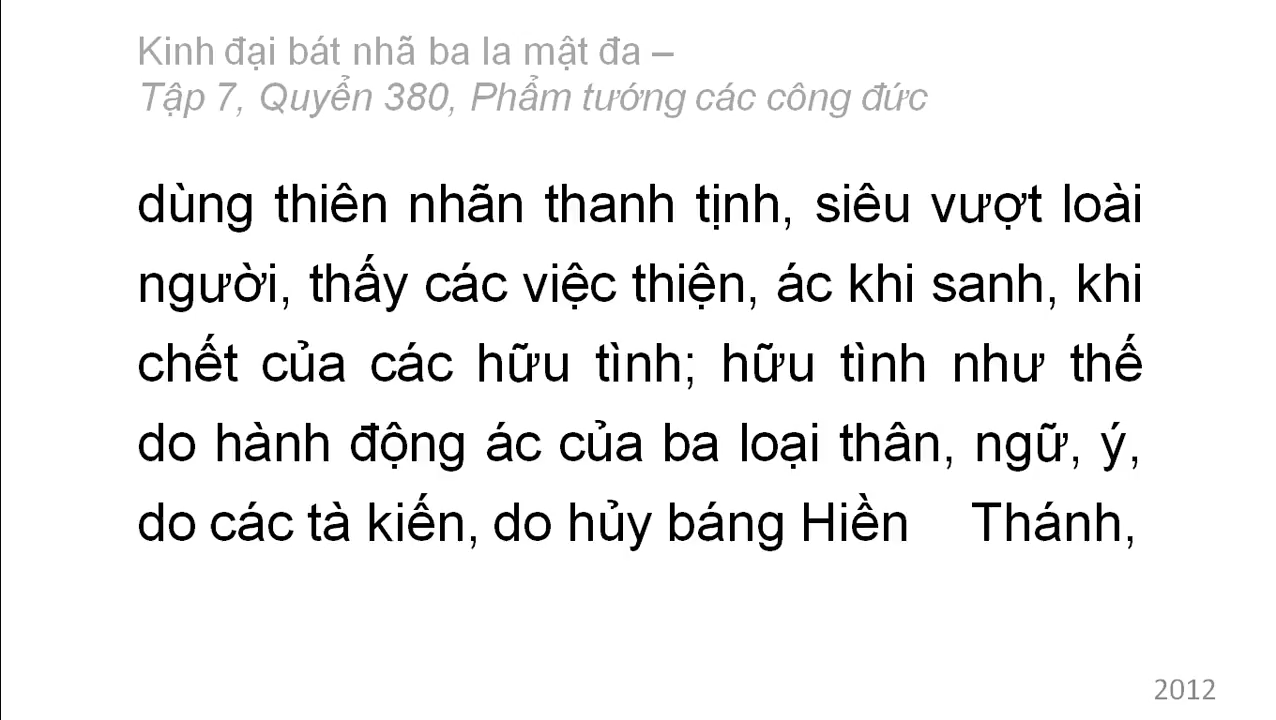 Kinh đại bát nhã ba la mật đa –
Tập 7, Quyển 380, Phẩm tướng các công đức
dùng thiên nhãn thanh tịnh, siêu vượt loài
người, thấy các việc thiện, ác khi sanh, khi
chết của các hữu tình; hữu tình như thế
do hành động ác của ba loại thân, ngữ, ý,
do các tà kiến, do hủy báng Hiền Thánh,
2012